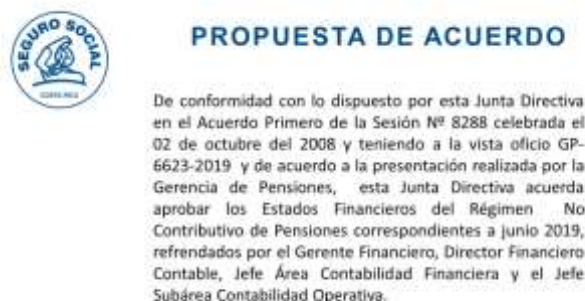 SEGURO SOCIAL
COSTA RICA
PROPUESTA DE ACUERDO
De conformidad con lo dispuesto por esta Junta Directiva
en el Acuerdo Primero de la Sesión Nº 8288 celebrada el
02 de octubre del 2008 y teniendo a la vista oficio GP-
6623-2019 y de acuerdo a la presentación realizada por la
Gerencia de Pensiones, esta Junta Directiva acuerda
aprobar los Estados Financieros del Régimen No
Contributivo de Pensiones correspondientes a junio 2019,
refrendados por el Gerente Financiero, Director Financiero
Contable, Jefe Área Contabilidad Financiera y el Jefe
Subárea Contabilidad Operativa.